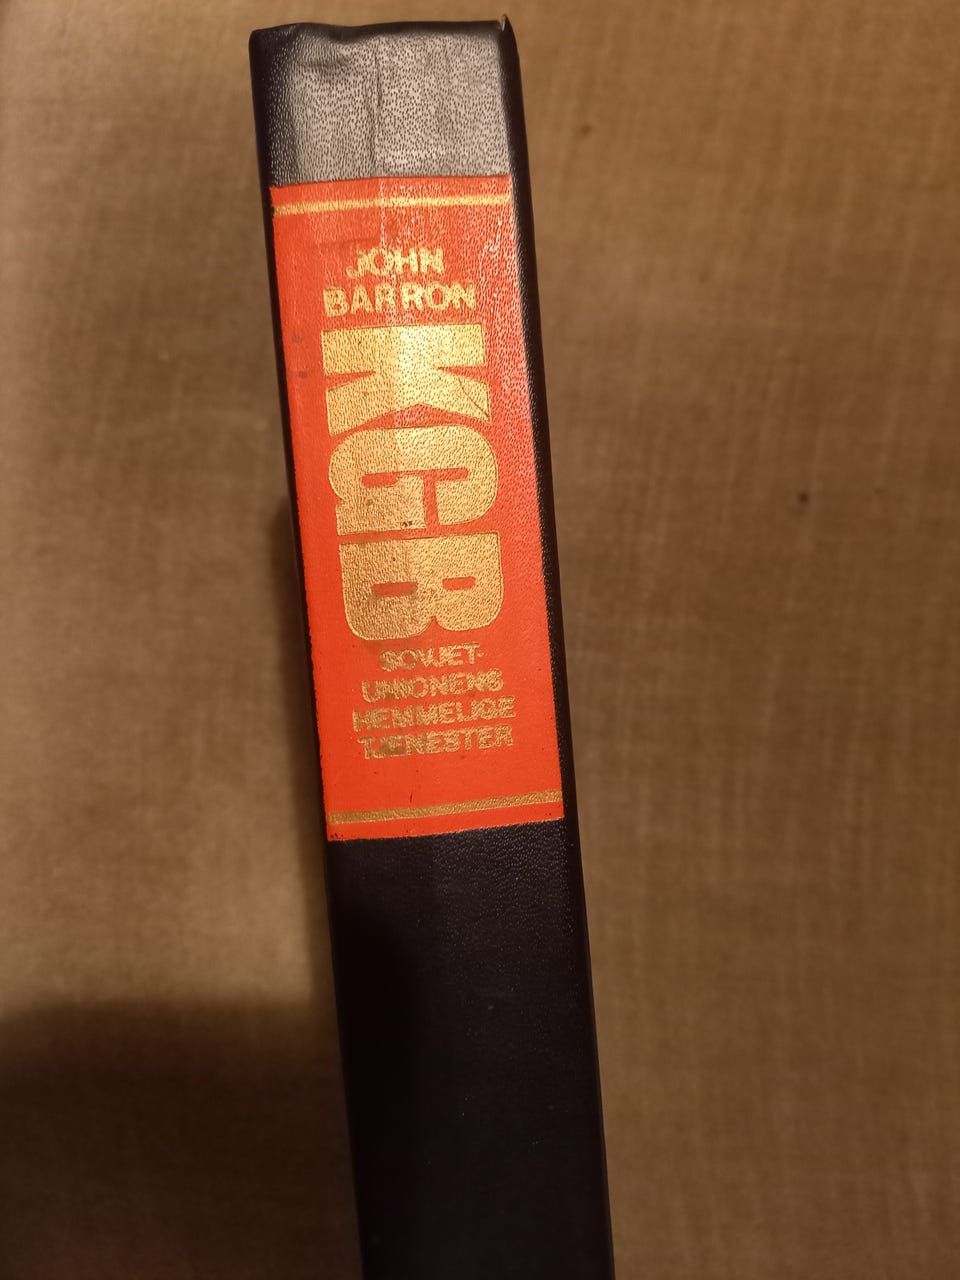 JOHN
BARRON
KGB
SOVJET-
UNIONENS
HEMMELIGE
TJENESTER